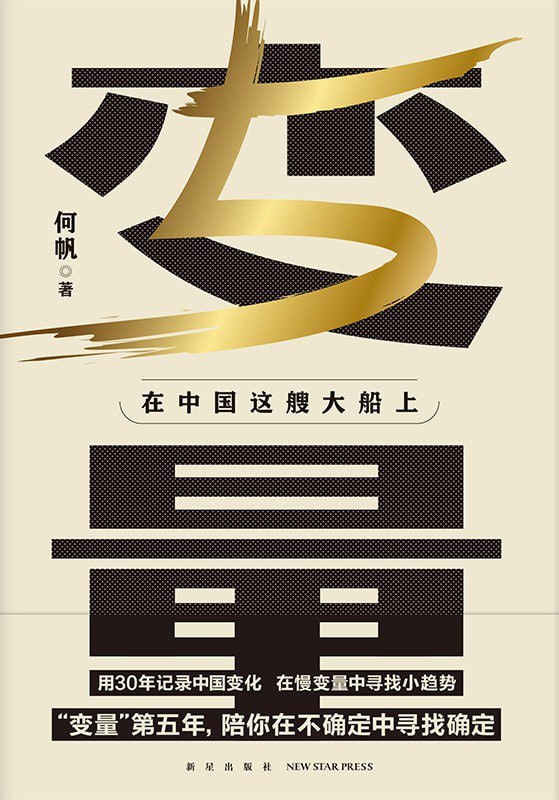 变
5
何帆 ◎ 著
在中国这艘大船上
量
用30年记录中国变化 在慢变量中寻找小趋势
“变量”第五年, 陪你在不确定中寻找确定
新星出版社 NEW STAR PRESS